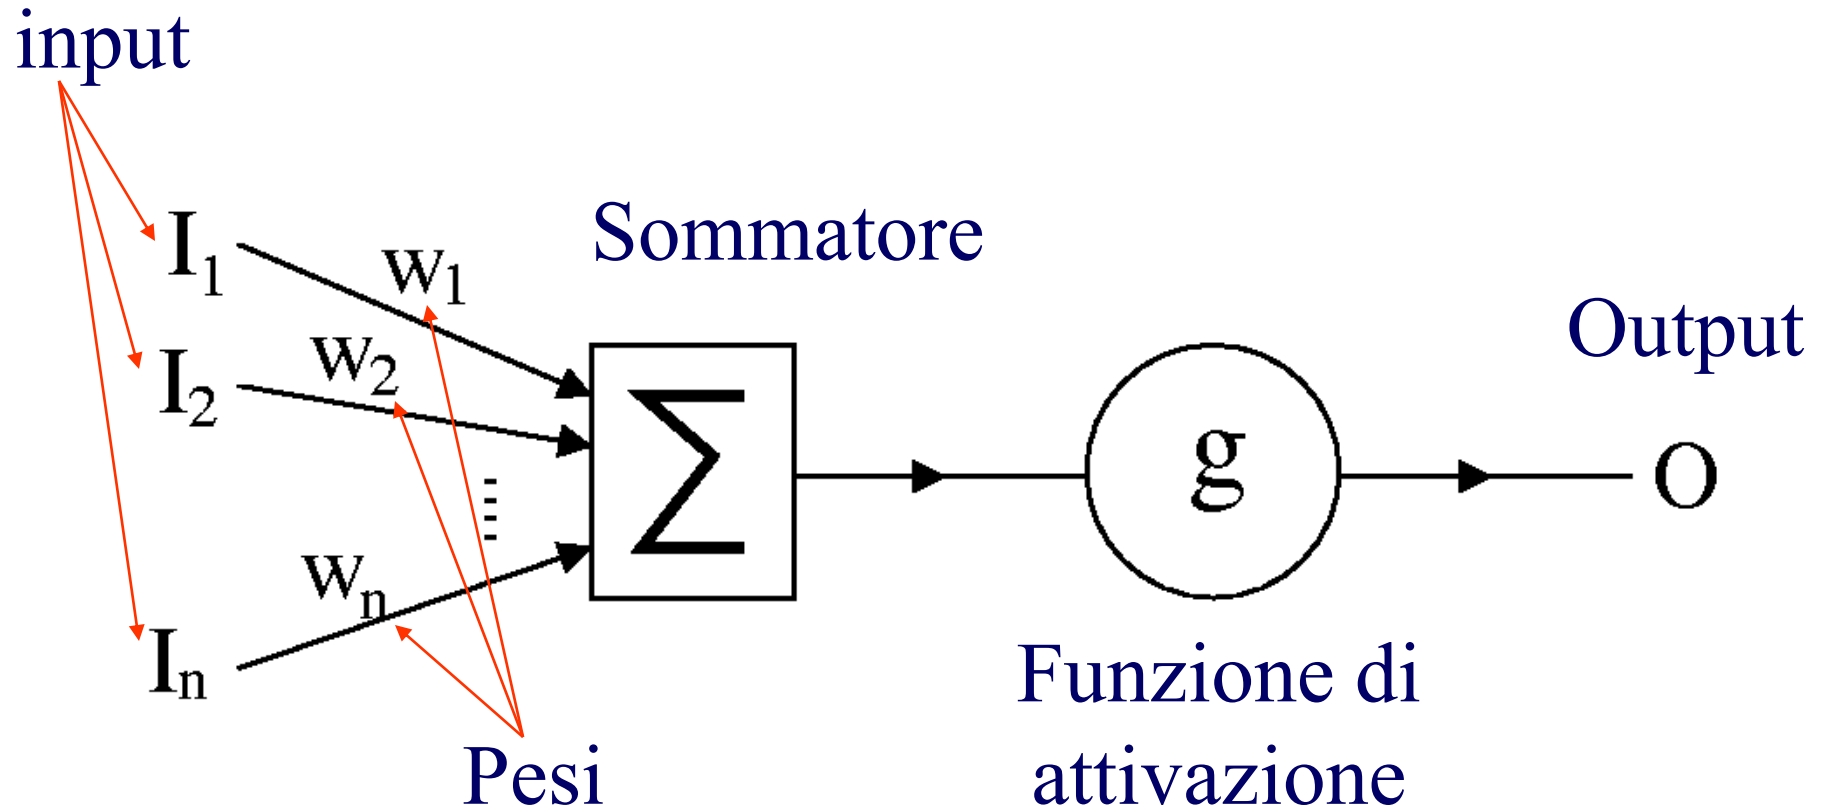 input
Sommatore
I₁
w₁
Output
I₂
w₂
Σ
g
O
wₙ
Iₙ
Funzione di
attivazione
Pesi